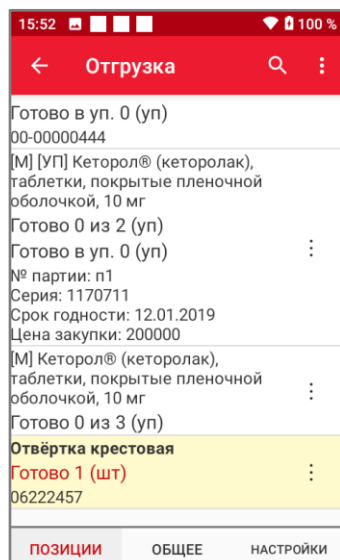 15:52 100 %
Отгрузка
Готово в уп. 0 (уп)
00-00000444
[М] [УП] Кеторол® (кеторолак),
таблетки, покрытые пленочной
оболочкой, 10 мг
Готово 0 из 2 (уп)
Готово в уп. 0 (уп)
№ партии: п1
Серия: 1170711
Срок годности: 12.01.2019
Цена закупки: 200000
[М] Кеторол® (кеторолак),
таблетки, покрытые пленочной
оболочкой, 10 мг
Готово 0 из 3 (уп)
Отвёртка крестовая
Готово 1 (шт)
06222457
ПОЗИЦИИ ОБЩЕЕ НАСТРОЙКИ